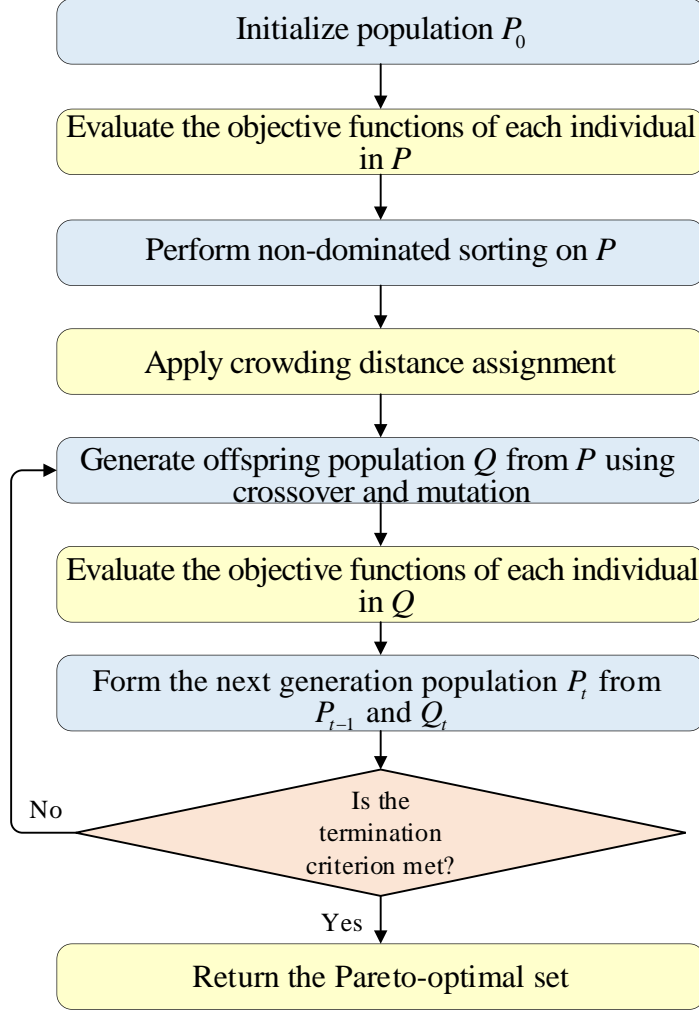 Initialize population P₀
Evaluate the objective functions of each individual
in P
Perform non-dominated sorting on P
Apply crowding distance assignment
Generate offspring population Q from P using
crossover and mutation
Evaluate the objective functions of each individual
in Q
Form the next generation population Pₜ from
Pₜ₋₁ and Qₜ
No
Is the
termination
criterion met?
Yes
Return the Pareto-optimal set